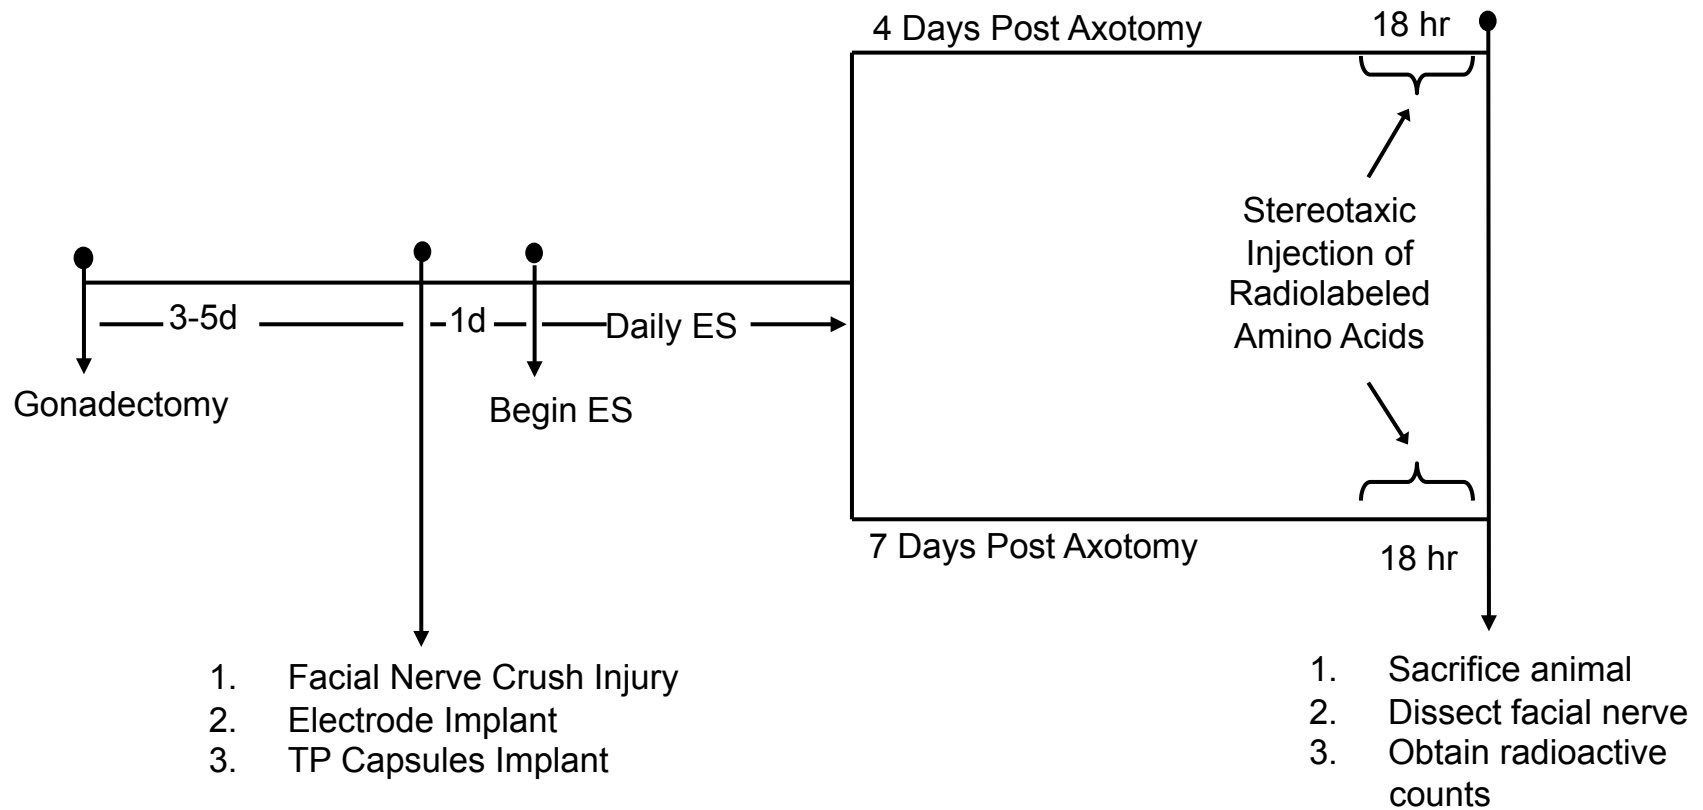 4 Days Post Axotomy
18 hr
Stereotaxic
Injection of
Radiolabeled
Amino Acids
3-5d
1d
Daily ES
Gonadectomy
Begin ES
7 Days Post Axotomy
18 hr
1. Facial Nerve Crush Injury
2. Electrode Implant
3. TP Capsules Implant
1. Sacrifice animal
2. Dissect facial nerve
3. Obtain radioactive
counts